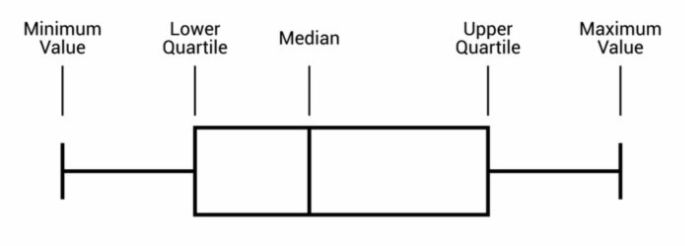 Minimum
Value
Lower
Quartile
Median
Upper
Quartile
Maximum
Value